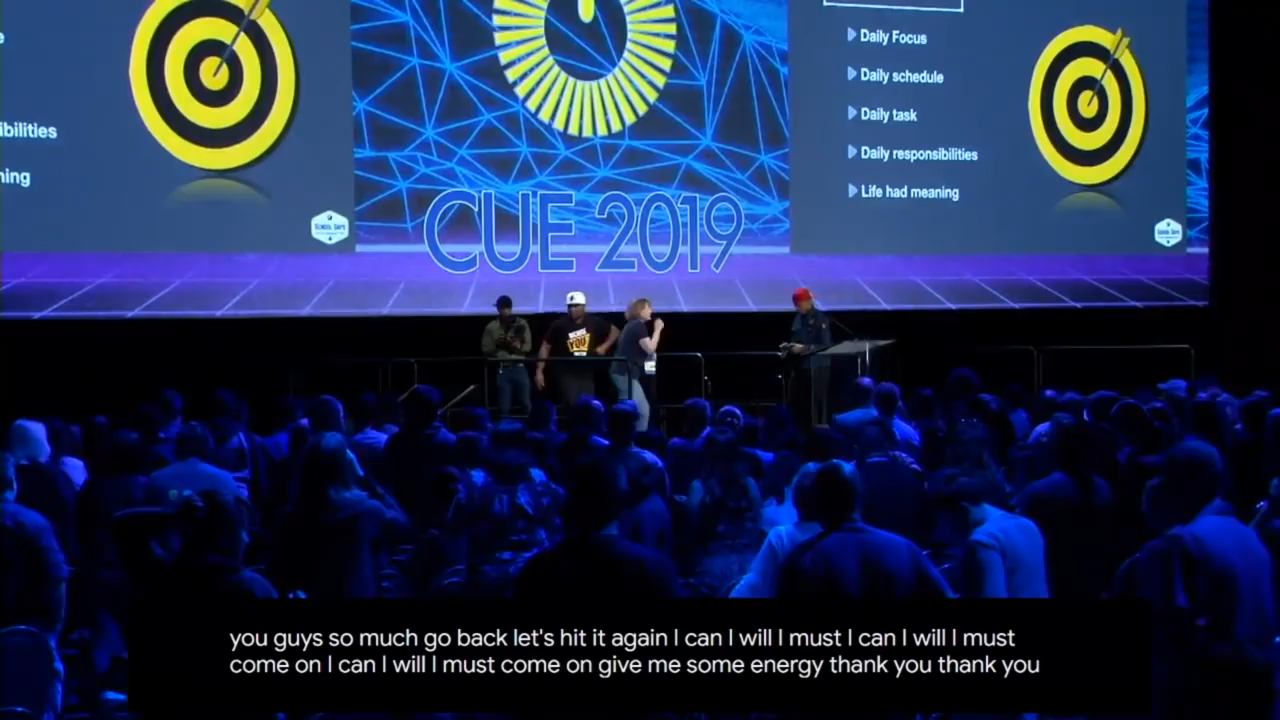 ibilities
ning
CUE 2019
Daily Focus
Daily schedule
Daily task
Daily responsibilities
Life had meaning
YOU
you guys so much go back let's hit it again I can I will I must I can I will I must
come on I can I will I must come on give me some energy thank you thank you